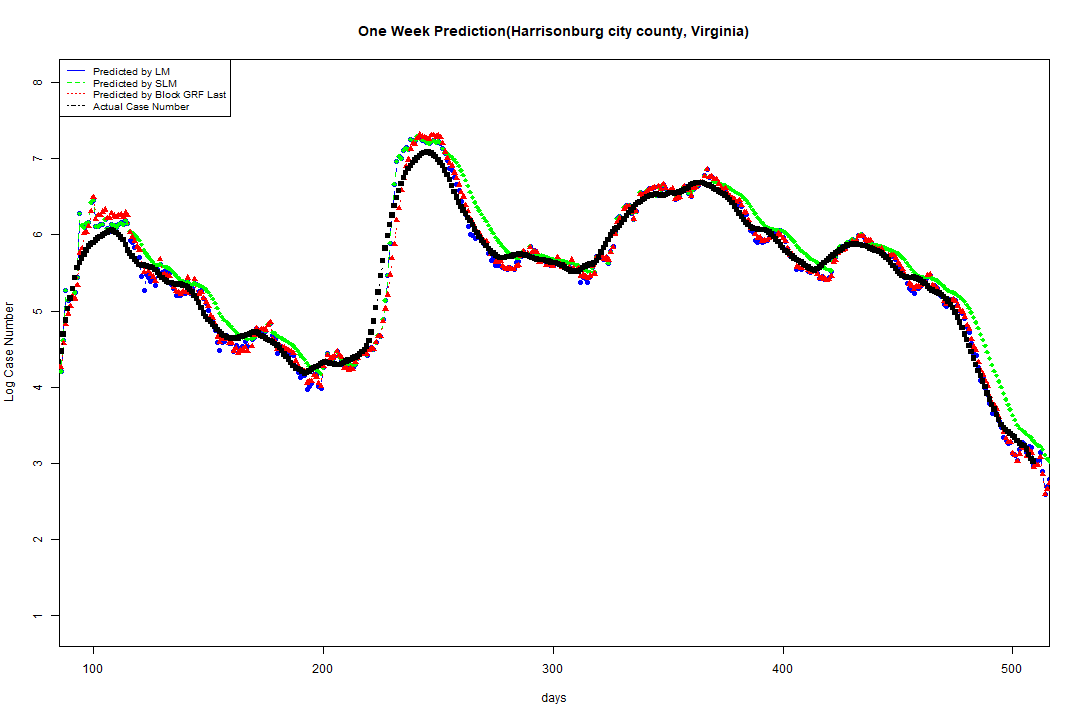 One Week Prediction(Harrisonburg city county, Virginia)
Predicted by LM
Predicted by SLM
Predicted by Block GRF Last
Actual Case Number
8
7
6
5
4
3
2
1
Log Case Number
100 200 300 400 500
days